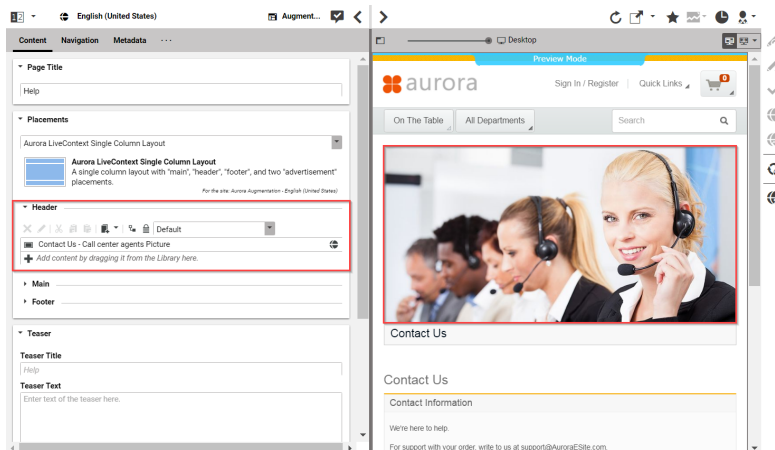 English (United States)
Augment...
Content Navigation Metadata ...
Page Title
Help
Placements
Aurora LiveContext Single Column Layout
Aurora LiveContext Single Column Layout
A single column layout with "main", "header", "footer", and two "advertisement"
placements.
For the site: Aurora Augmentation - English (United States)
Header
Default
Contact Us - Call center agents Picture
Add content by dragging it from the Library here.
Main
Footer
Teaser
Teaser Title
Help
Teaser Text
Enter text of the teaser here.
Desktop
Preview Mode
aurora
Sign In / Register
Quick Links
0
On The Table
All Departments
Search
Contact Us
Contact Us
Contact Information
We're here to help.
For support with your order, write to us at support@AuroraESite.com.